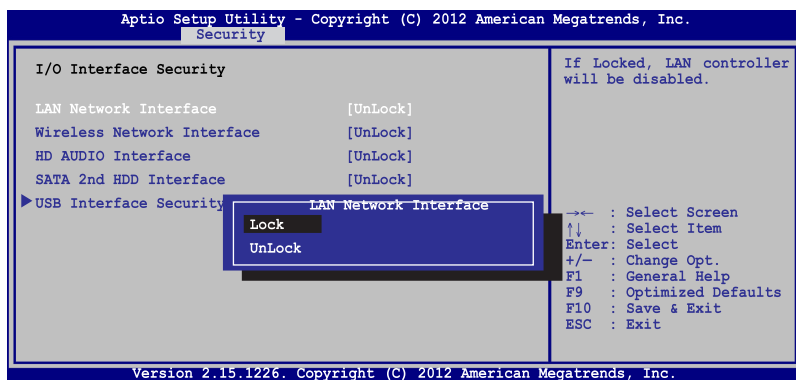 Aptio Setup Utility - Copyright (C) 2012 American Megatrends, Inc.
Security
I/O Interface Security
LAN Network Interface [UnLock]
Wireless Network Interface [UnLock]
HD AUDIO Interface [UnLock]
SATA 2nd HDD Interface [UnLock]
USB Interface Security
LAN Network Interface
Lock
UnLock
If Locked, LAN controller
will be disabled.
→← : Select Screen
↑↓ : Select Item
Enter: Select
+/— : Change Opt.
F1 : General Help
F9 : Optimized Defaults
F10 : Save & Exit
ESC : Exit
Version 2.15.1226. Copyright (C) 2012 American Megatrends, Inc.